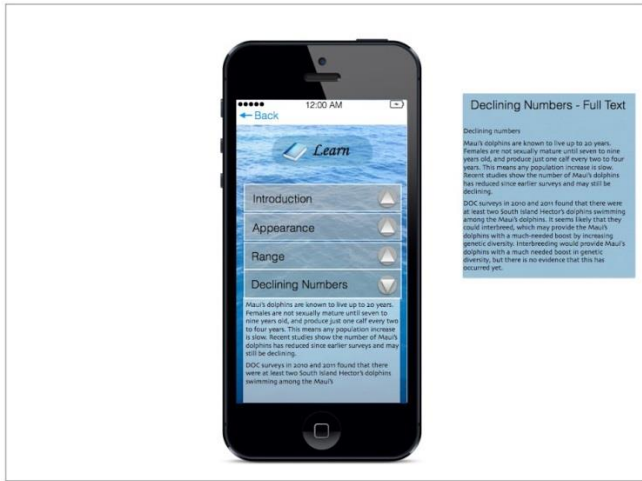 12:00 AM
Back
Learn
Introduction
Appearance
Range
Declining Numbers
Maui's dolphins are known to live up to 20 years.
Females are not sexually mature until seven to
nine years old, and produce just one calf every two
to four years. This means any population increase
is slow. Recent studies show the number of Maui's
dolphins has reduced since earlier surveys and may
still be declining.
DOC surveys in 2010 and 2011 found that there
were at least two South Island Hector's dolphins
swimming among the Maui's
Declining Numbers - Full Text
Declining numbers
Maui's dolphins are known to live up to 20 years.
Females are not sexually mature until seven to nine
years old, and produce just one calf every two to four
years. This means any population increase is slow.
Recent studies show the number of Maui's dolphins
has reduced since earlier surveys and may still be
declining.
DOC surveys in 2010 and 2011 found that there were
at least two South Island Hector's dolphins swimming
among the Maui's dolphins. It seems likely that they
could interbreed, which may provide the Maui's
dolphins with a much-needed boost by increasing
genetic diversity. Interbreeding would provide Maui's
dolphins with a much needed boost in genetic
diversity, but there is no evidence that this has
occurred yet.